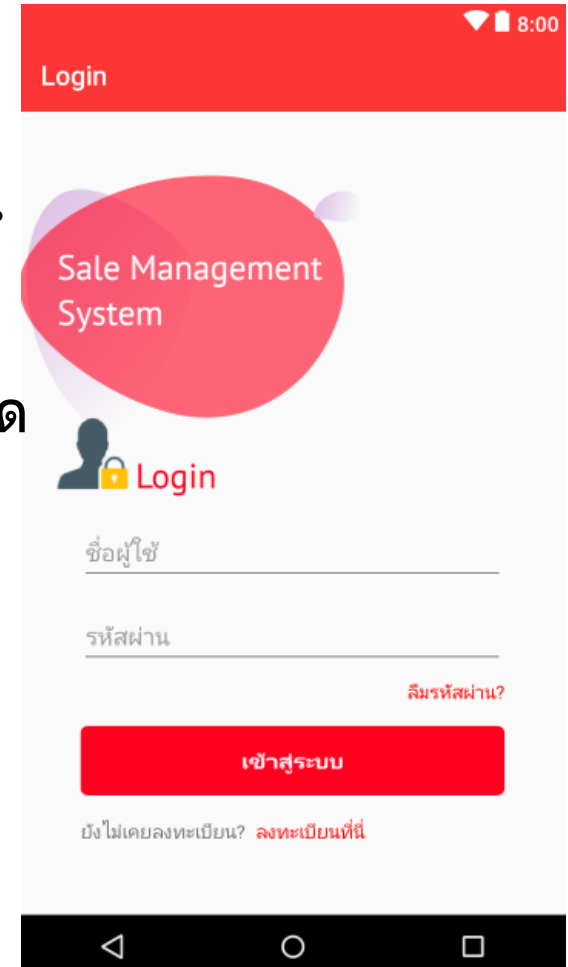 8:00
Login
Sale Management
System
ด
Login
ชื่อผู้ใช้
รหัสผ่าน
ลืมรหัสผ่าน?
เข้าสู่ระบบ
ยังไม่เคยลงทะเบียน? ลงทะเบียนที่นี่